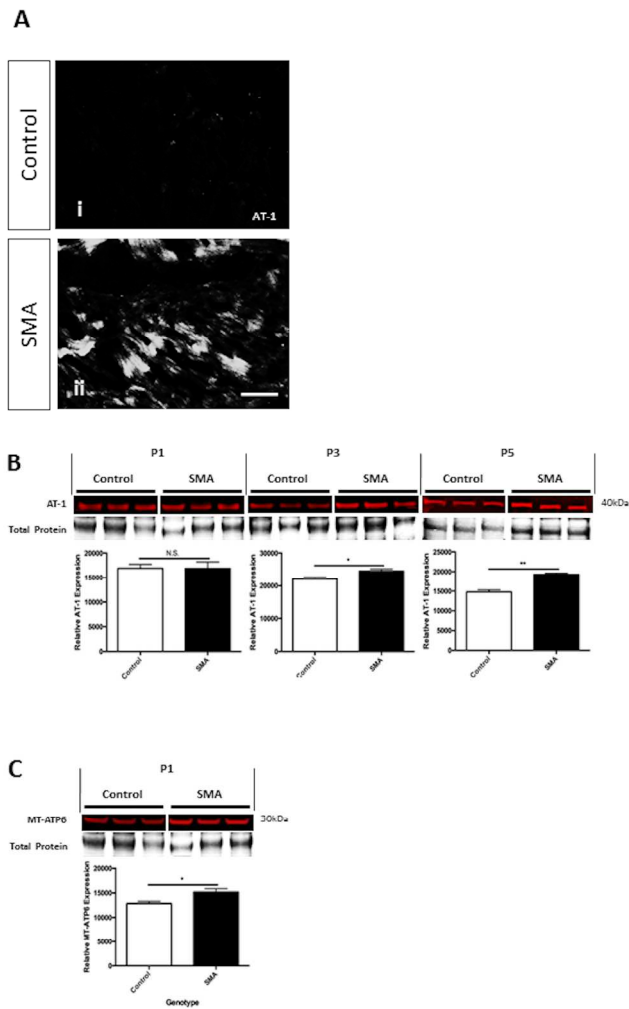 A
Control
i
AT-1
SMA
ii
B
P1 P3 P5
Control SMA Control SMA Control SMA
AT-1 40kDa
Total Protein
Relative AT-1 Expression
20000
15000
10000
5000
0
N.S.
Control SMA
Relative AT-1 Expression
30000
20000
10000
0
*
Control SMA
Relative AT-1 Expression
25000
20000
15000
10000
5000
0
**
Control SMA
C
P1
Control SMA
MT-ATP6 30kDa
Total Protein
Relative MT-ATP6 Expression
20000
15000
10000
5000
0
*
Control SMA
Genotype